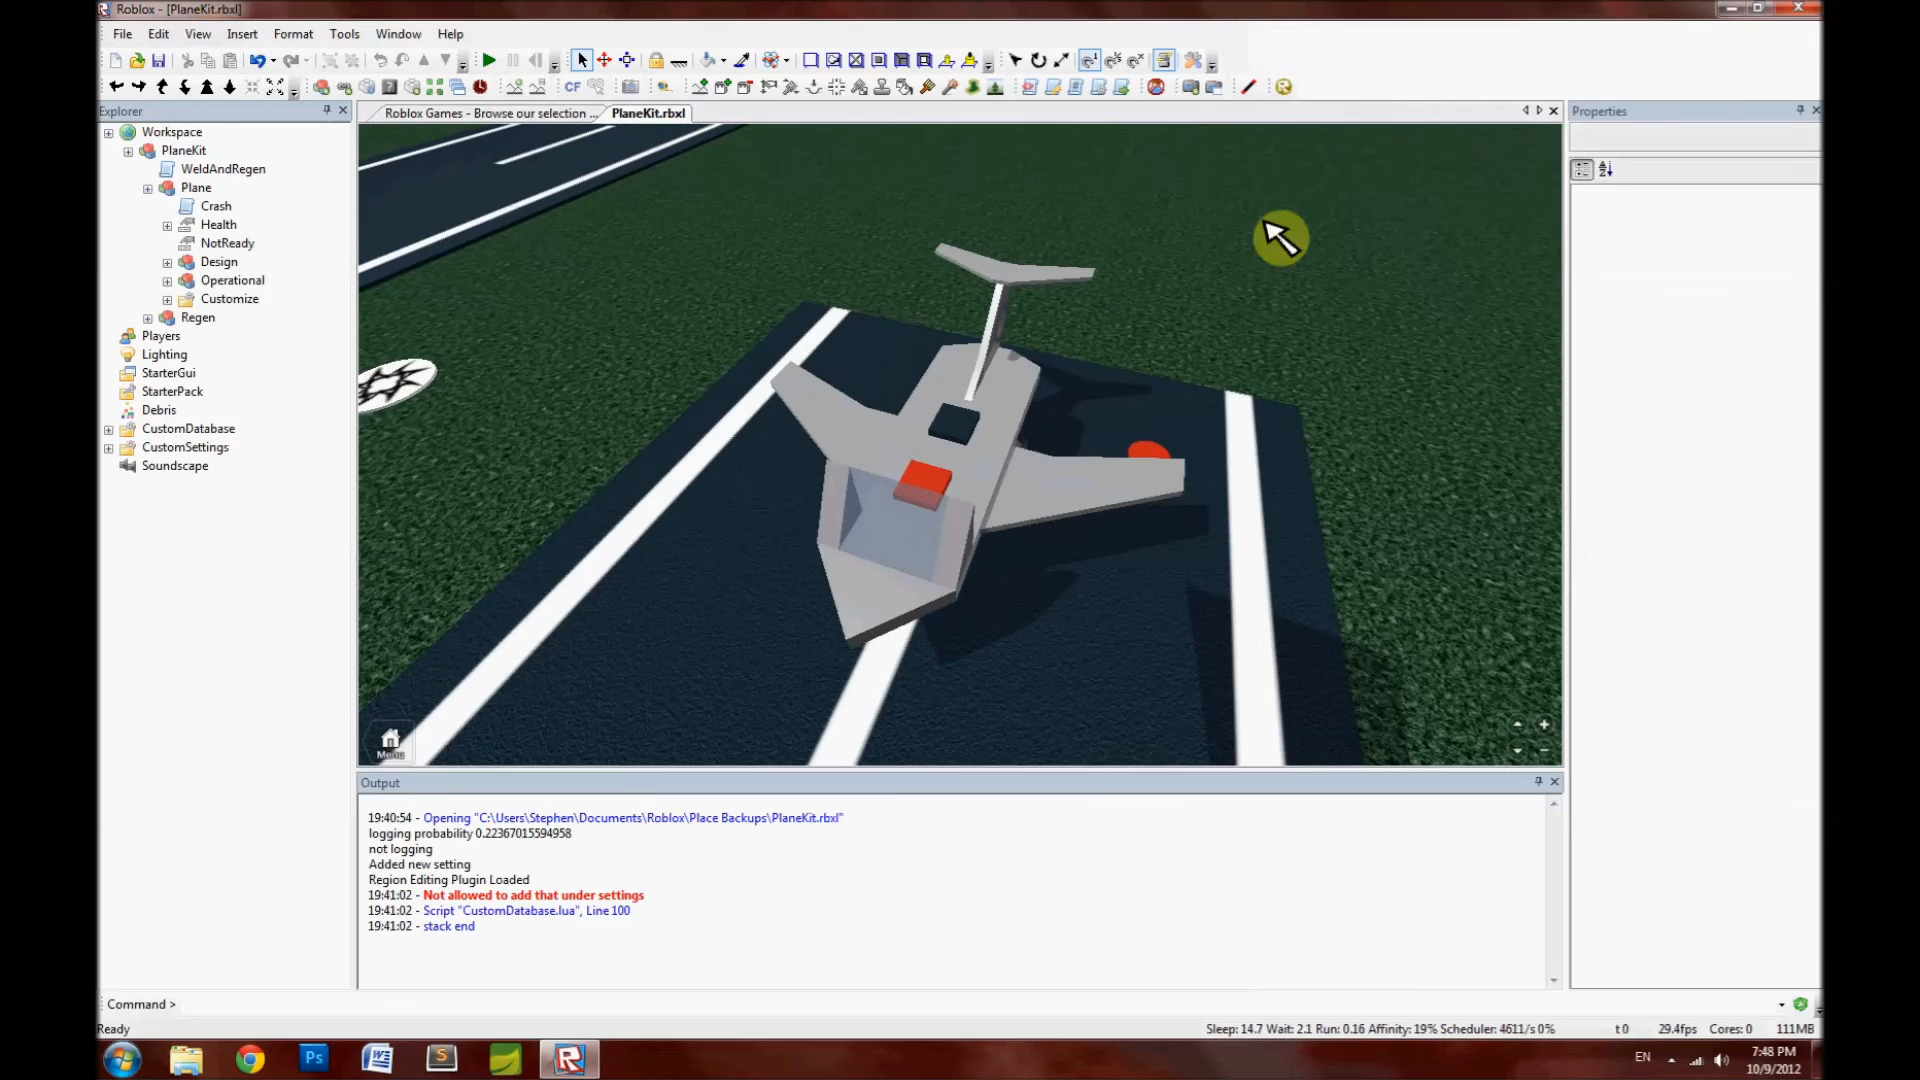 Roblox - [PlaneKit.rbxl]
File Edit View Insert Format Tools Window Help
CF
Explorer
Roblox Games - Browse our selection ...
PlaneKit.rbxl
Properties
Workspace
PlaneKit
WeldAndRegen
Plane
Crash
Health
NotReady
Design
Operational
Customize
Regen
Players
Lighting
StarterGui
StarterPack
Debris
CustomDatabase
CustomSettings
Soundscape
Menu
Output
19:40:54 - Opening "C:\Users\Stephen\Documents\Roblox\Place Backups\PlaneKit.rbxl"
logging probability 0.22367015594958
not logging
Added new setting
Region Editing Plugin Loaded
19:41:02 - Not allowed to add that under settings
19:41:02 - Script "CustomDatabase.lua", Line 100
19:41:02 - stack end
Command >
Ready
Sleep: 14.7 Wait: 2.1 Run: 0.16 Affinity: 19% Scheduler: 4611/s 0%
t 0
29.4fps
Cores: 0
111MB
Ps
W
S
R
EN
7:48 PM
10/9/2012